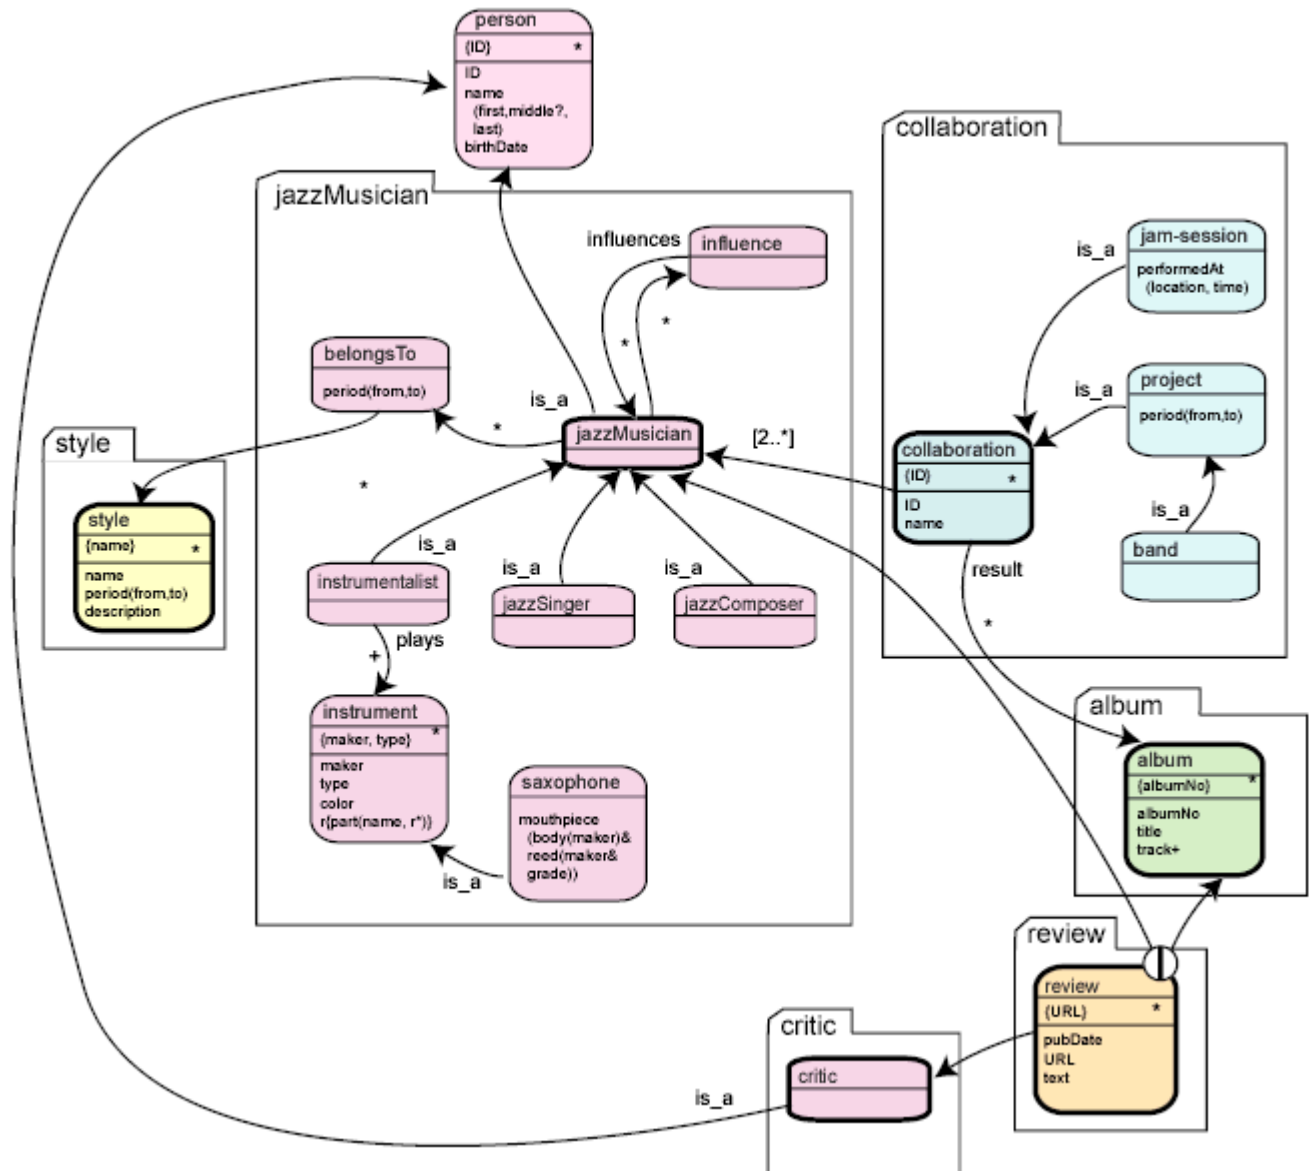 person
{ID} *
ID
name
(first,middle?,
last)
birthDate
collaboration
jazzMusician
influences
influence
*
*
jam-session
performedAt
(location, time)
is_a
belongsTo
period(from,to)
project
period(from,to)
is_a
is_a
*
jazzMusician
[2..*]
collaboration
{ID} *
ID
name
style
style
{name} *
name
period(from,to)
description
*
is_a
is_a
band
instrumentalist
is_a
jazzSinger
is_a
jazzComposer
result
*
plays
+
instrument
{maker, type} *
maker
type
color
r{part(name, r*)}
saxophone
mouthpiece
(body(maker)&
reed(maker&
grade))
is_a
album
album
{albumNo} *
albumNo
title
track+
review
review
{URL} *
pubDate
URL
text
critic
critic
is_a